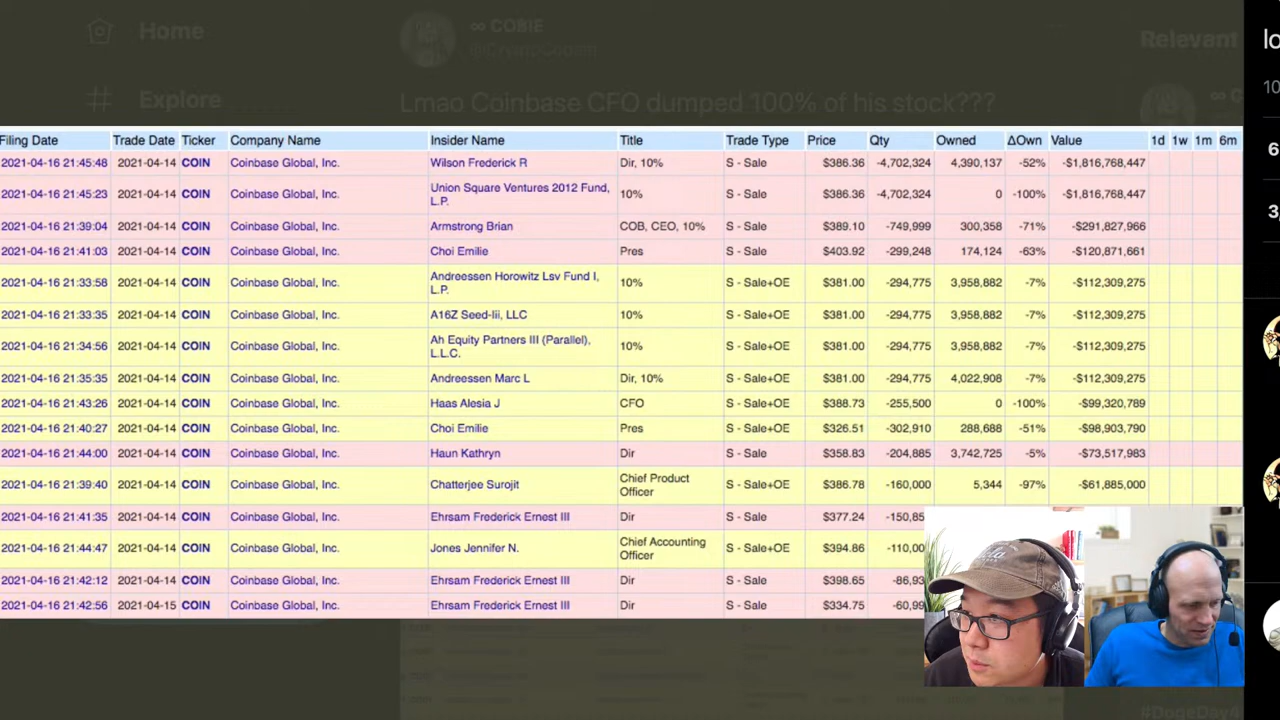 Home
∞ COBIE
Relevant
Explore
Lmao Coinbase CFO dumped 100% of his stock???
lo
10
6
3,
Filing Date Trade Date Ticker Company Name Insider Name Title Trade Type Price Qty Owned ΔOwn Value 1d 1w 1m 6m
2021-04-16 21:45:48 2021-04-14 COIN Coinbase Global, Inc. Wilson Frederick R Dir, 10% S - Sale $386.36 -4,702,324 4,390,137 -52% -$1,816,768,447
2021-04-16 21:45:23 2021-04-14 COIN Coinbase Global, Inc. Union Square Ventures 2012 Fund, L.P. 10% S - Sale $386.36 -4,702,324 0 -100% -$1,816,768,447
2021-04-16 21:39:04 2021-04-14 COIN Coinbase Global, Inc. Armstrong Brian COB, CEO, 10% S - Sale $389.10 -749,999 300,358 -71% -$291,827,966
2021-04-16 21:41:03 2021-04-14 COIN Coinbase Global, Inc. Choi Emilie Pres S - Sale $403.92 -299,248 174,124 -63% -$120,871,661
2021-04-16 21:33:58 2021-04-14 COIN Coinbase Global, Inc. Andreessen Horowitz Lsv Fund I, L.P. 10% S - Sale+OE $381.00 -294,775 3,958,882 -7% -$112,309,275
2021-04-16 21:33:35 2021-04-14 COIN Coinbase Global, Inc. A16Z Seed-Iii, LLC 10% S - Sale+OE $381.00 -294,775 3,958,882 -7% -$112,309,275
2021-04-16 21:34:56 2021-04-14 COIN Coinbase Global, Inc. Ah Equity Partners III (Parallel), L.L.C. 10% S - Sale+OE $381.00 -294,775 3,958,882 -7% -$112,309,275
2021-04-16 21:35:35 2021-04-14 COIN Coinbase Global, Inc. Andreessen Marc L Dir, 10% S - Sale+OE $381.00 -294,775 4,022,908 -7% -$112,309,275
2021-04-16 21:43:26 2021-04-14 COIN Coinbase Global, Inc. Haas Alesia J CFO S - Sale+OE $388.73 -255,500 0 -100% -$99,320,789
2021-04-16 21:40:27 2021-04-14 COIN Coinbase Global, Inc. Choi Emilie Pres S - Sale+OE $326.51 -302,910 288,688 -51% -$98,903,790
2021-04-16 21:44:00 2021-04-14 COIN Coinbase Global, Inc. Haun Kathryn Dir S - Sale $358.83 -204,885 3,742,725 -5% -$73,517,983
2021-04-16 21:39:40 2021-04-14 COIN Coinbase Global, Inc. Chatterjee Surojit Chief Product Officer S - Sale+OE $386.78 -160,000 5,344 -97% -$61,885,000
2021-04-16 21:41:35 2021-04-14 COIN Coinbase Global, Inc. Ehrsam Frederick Ernest III Dir S - Sale $377.24 -150,85
2021-04-16 21:44:47 2021-04-14 COIN Coinbase Global, Inc. Jones Jennifer N. Chief Accounting Officer S - Sale+OE $394.86 -110,00
2021-04-16 21:42:12 2021-04-14 COIN Coinbase Global, Inc. Ehrsam Frederick Ernest III Dir S - Sale $398.65 -86,93
2021-04-16 21:42:56 2021-04-15 COIN Coinbase Global, Inc. Ehrsam Frederick Ernest III Dir S - Sale $334.75 -60,99